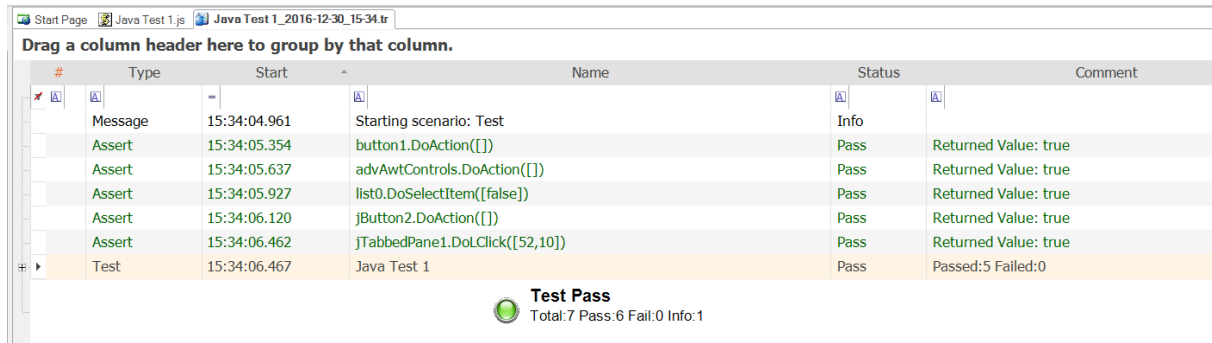 Start Page Java Test 1.js Java Test 1_2016-12-30_15-34.tr
Drag a column header here to group by that column.
# Type Start Name Status Comment
A A = A A A
Message 15:34:04.961 Starting scenario: Test Info
Assert 15:34:05.354 button1.DoAction([]) Pass Returned Value: true
Assert 15:34:05.637 advAwtControls.DoAction([]) Pass Returned Value: true
Assert 15:34:05.927 list0.DoSelectItem([false]) Pass Returned Value: true
Assert 15:34:06.120 jButton2.DoAction([]) Pass Returned Value: true
Assert 15:34:06.462 jTabbedPane1.DoLClick([52,10]) Pass Returned Value: true
Test 15:34:06.467 Java Test 1 Pass Passed:5 Failed:0
Test Pass
Total:7 Pass:6 Fail:0 Info:1